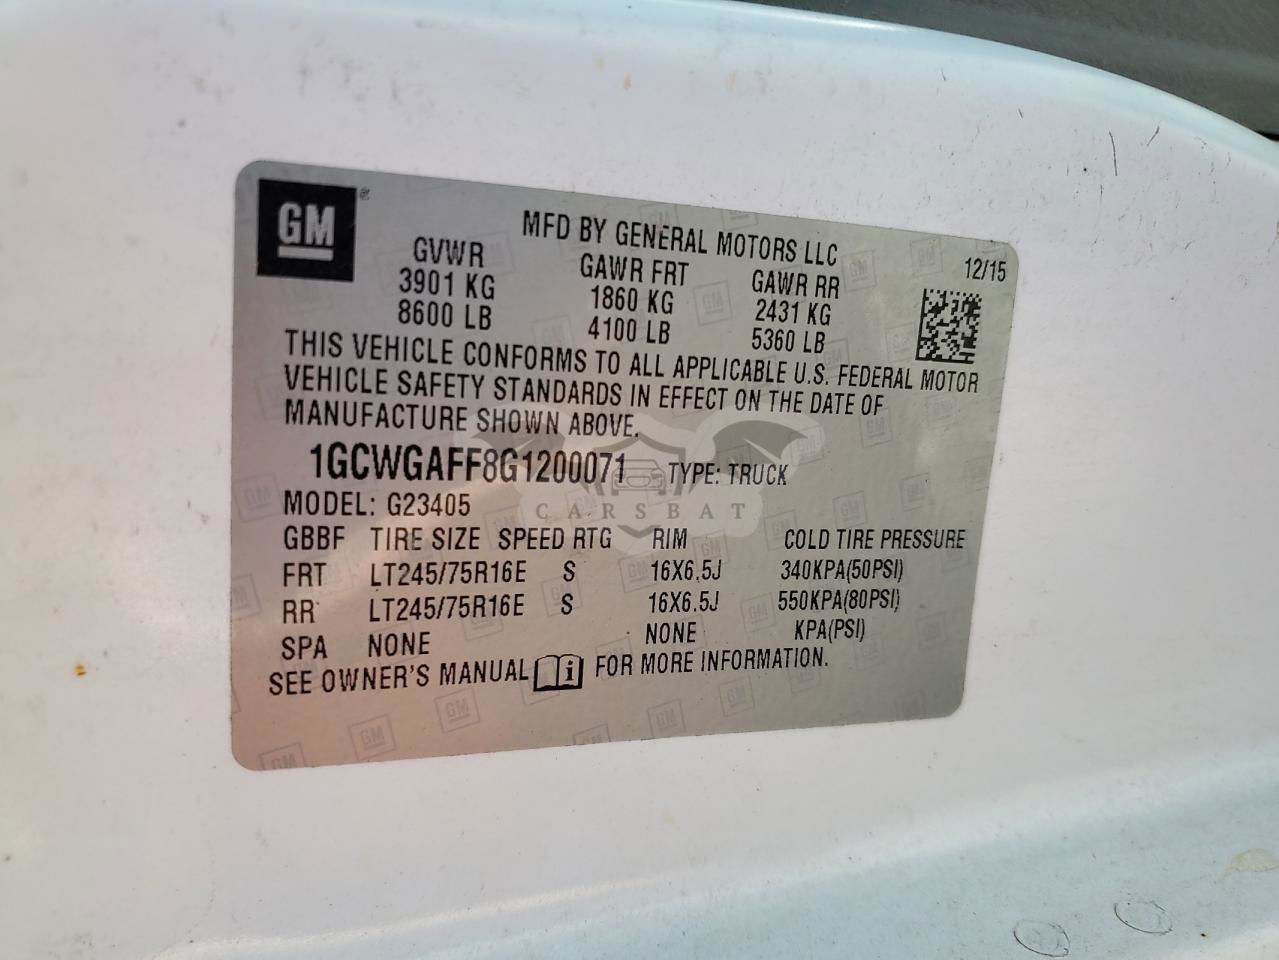 GM
MFD BY GENERAL MOTORS LLC
12/15
GVWR GAWR FRT GAWR RR
3901 KG 1860 KG 2431 KG
8600 LB 4100 LB 5360 LB
THIS VEHICLE CONFORMS TO ALL APPLICABLE U.S. FEDERAL MOTOR
VEHICLE SAFETY STANDARDS IN EFFECT ON THE DATE OF
MANUFACTURE SHOWN ABOVE.
1GCWGAFF8G1200071 TYPE: TRUCK
MODEL: G23405
CARSBAT
GBBF TIRE SIZE SPEED RTG RIM COLD TIRE PRESSURE
FRT LT245/75R16E S 16X6.5J 340KPA(50PSI)
RR LT245/75R16E S 16X6.5J 550KPA(80PSI)
SPA NONE NONE KPA(PSI)
SEE OWNER'S MANUAL i FOR MORE INFORMATION.
GM GM GM GM